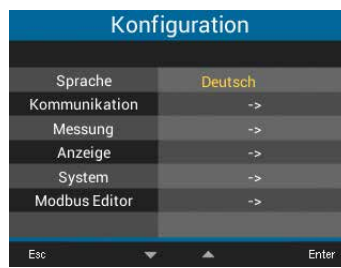 Konfiguration
Sprache Deutsch
Kommunikation ->
Messung ->
Anzeige ->
System ->
Modbus Editor ->
Esc Enter